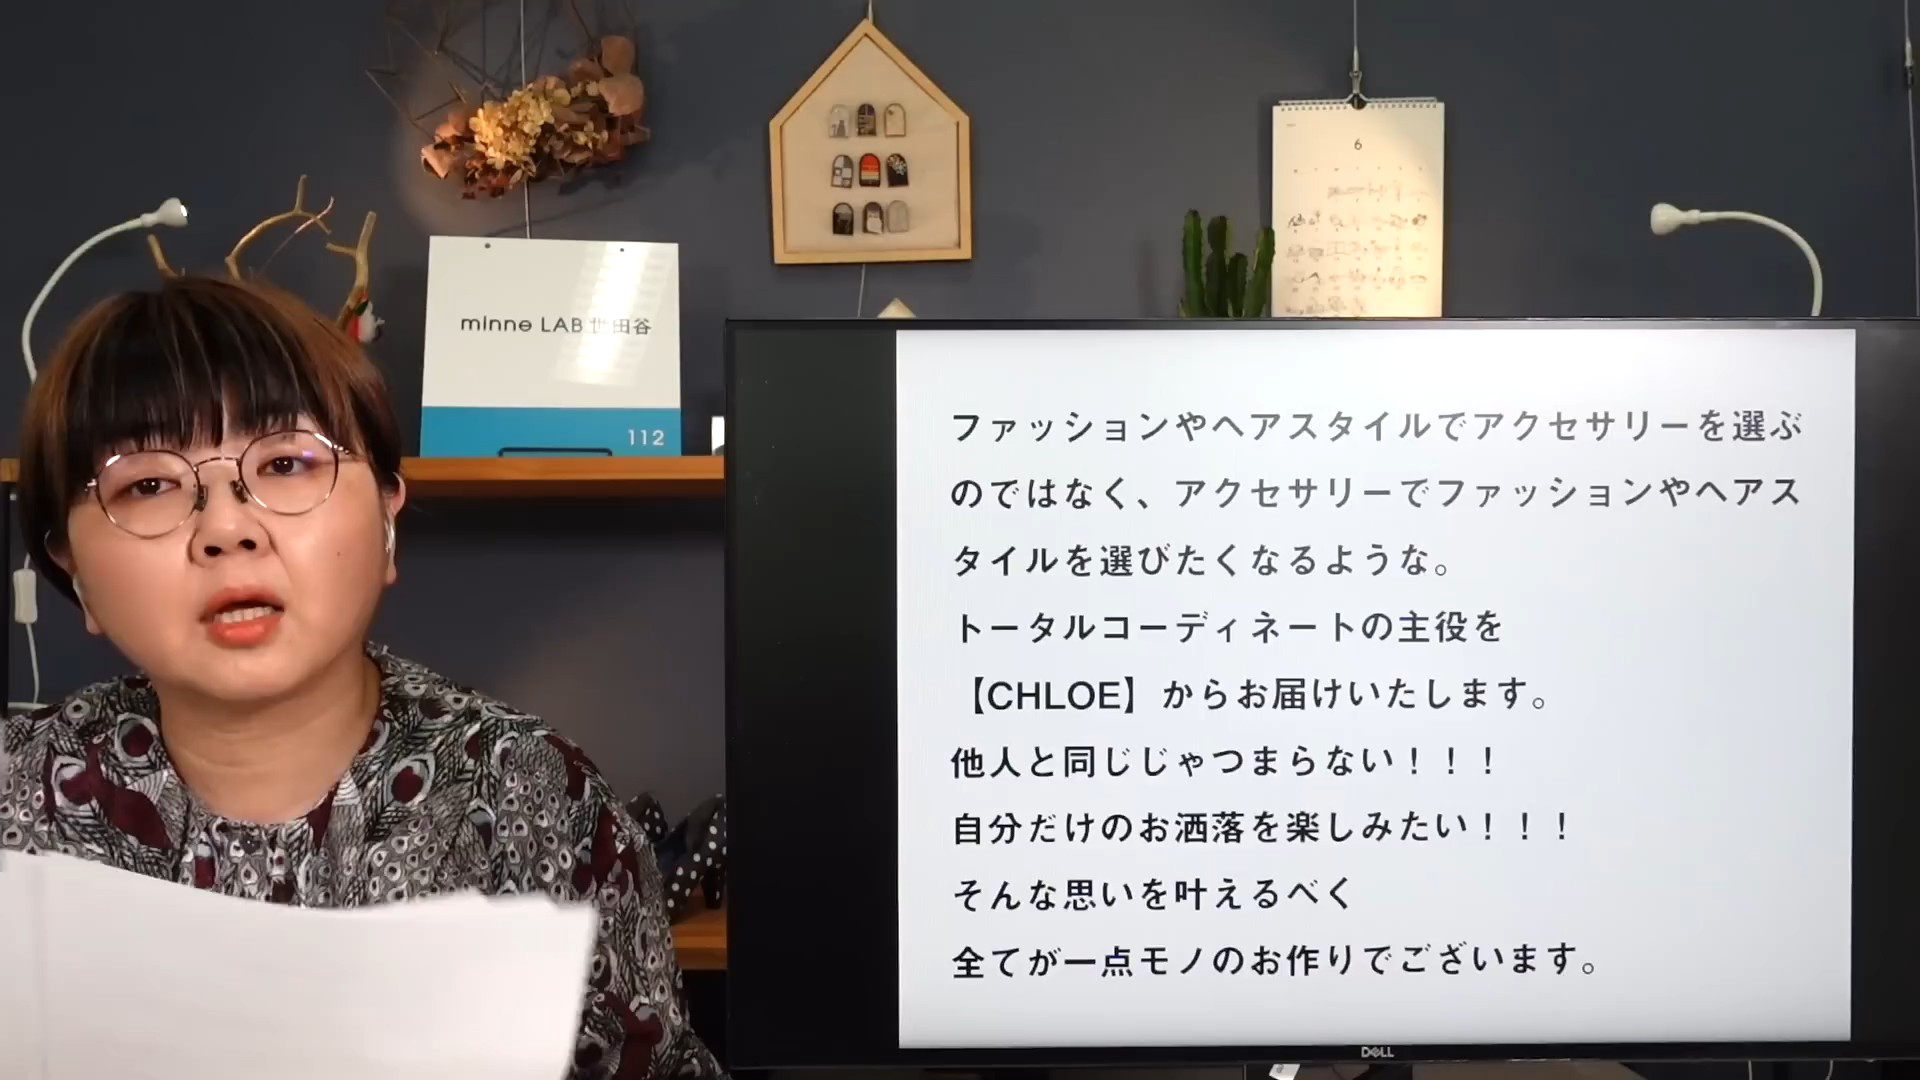 6
minne LAB 世田谷
112
ファッションやヘアスタイルでアクセサリーを選ぶ
のではなく、アクセサリーでファッションやヘアス
タイルを選びたくなるような。
トータルコーディネートの主役を
【CHLOE】からお届けいたします。
他人と同じじゃつまらない！！！
自分だけのお洒落を楽しみたい！！！
そんな思いを叶えるべく
全てが一点モノのお作りでございます。
DELL